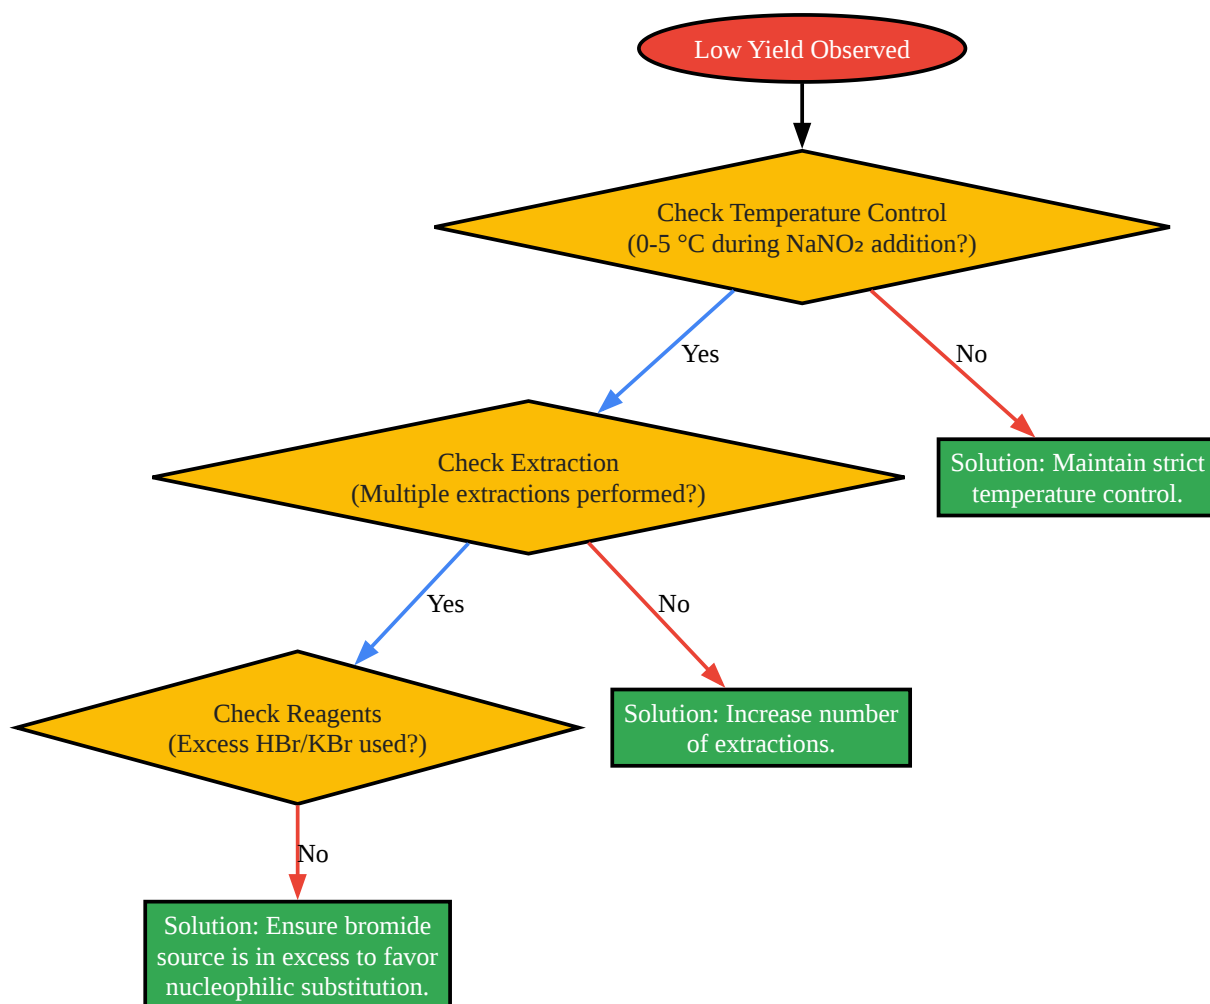 Low Yield Observed
Check Temperature Control
(0-5 °C during NaNO₂ addition?)
Yes
No
Check Extraction
(Multiple extractions performed?)
Solution: Maintain strict
temperature control.
Yes
No
Check Reagents
(Excess HBr/KBr used?)
Solution: Increase number
of extractions.
No
Solution: Ensure bromide
source is in excess to favor
nucleophilic substitution.